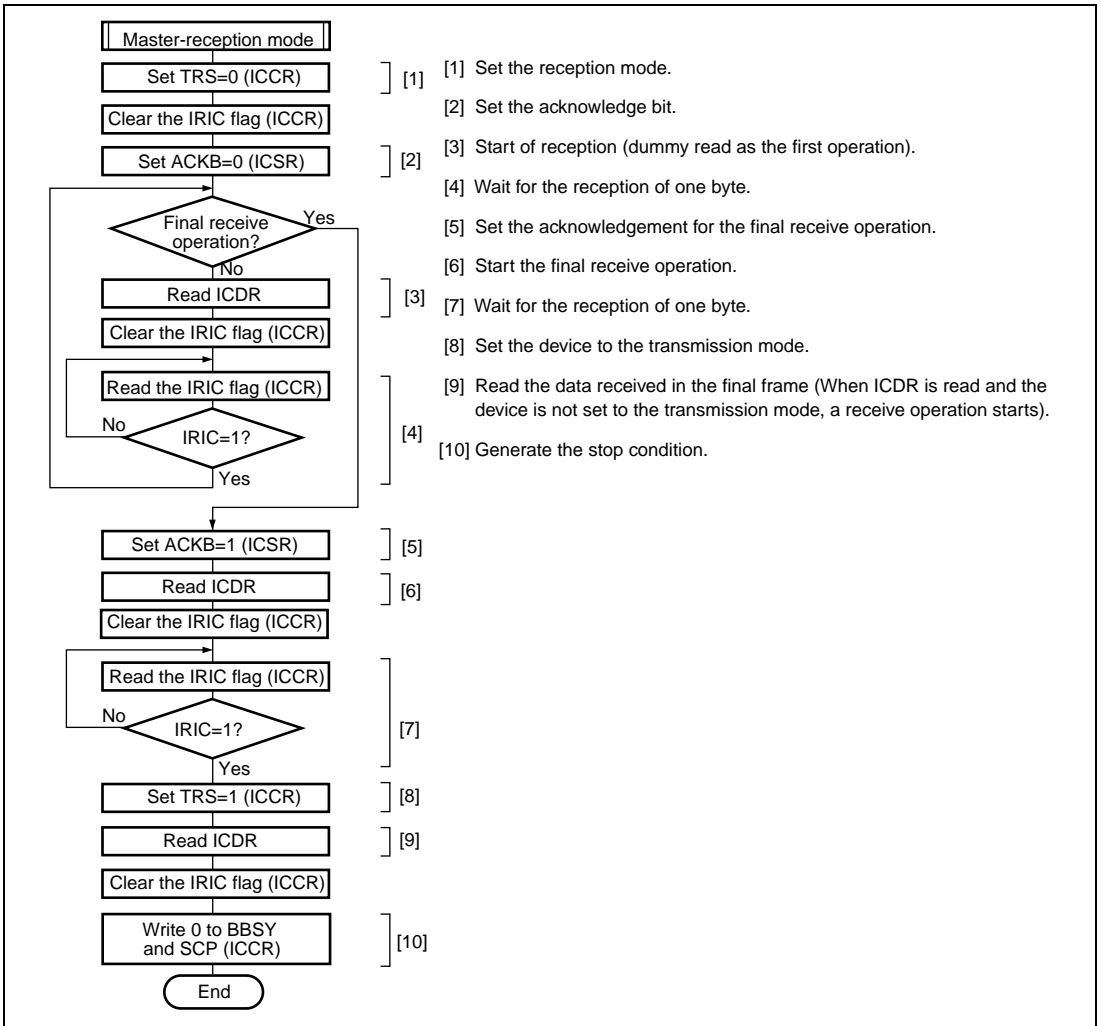 Master-reception mode
Set TRS=0 (ICCR)
[1]
Clear the IRIC flag (ICCR)
Set ACKB=0 (ICSR)
[2]
Final receive
operation?
Yes
No
Read ICDR
[3]
Clear the IRIC flag (ICCR)
Read the IRIC flag (ICCR)
No
IRIC=1?
[4]
Yes
Set ACKB=1 (ICSR)
[5]
Read ICDR
[6]
Clear the IRIC flag (ICCR)
Read the IRIC flag (ICCR)
No
IRIC=1?
[7]
Yes
Set TRS=1 (ICCR)
[8]
Read ICDR
[9]
Clear the IRIC flag (ICCR)
Write 0 to BBSY
and SCP (ICCR)
[10]
End
[1] Set the reception mode.
[2] Set the acknowledge bit.
[3] Start of reception (dummy read as the first operation).
[4] Wait for the reception of one byte.
[5] Set the acknowledgement for the final receive operation.
[6] Start the final receive operation.
[7] Wait for the reception of one byte.
[8] Set the device to the transmission mode.
[9] Read the data received in the final frame (When ICDR is read and the
device is not set to the transmission mode, a receive operation starts).
[10] Generate the stop condition.